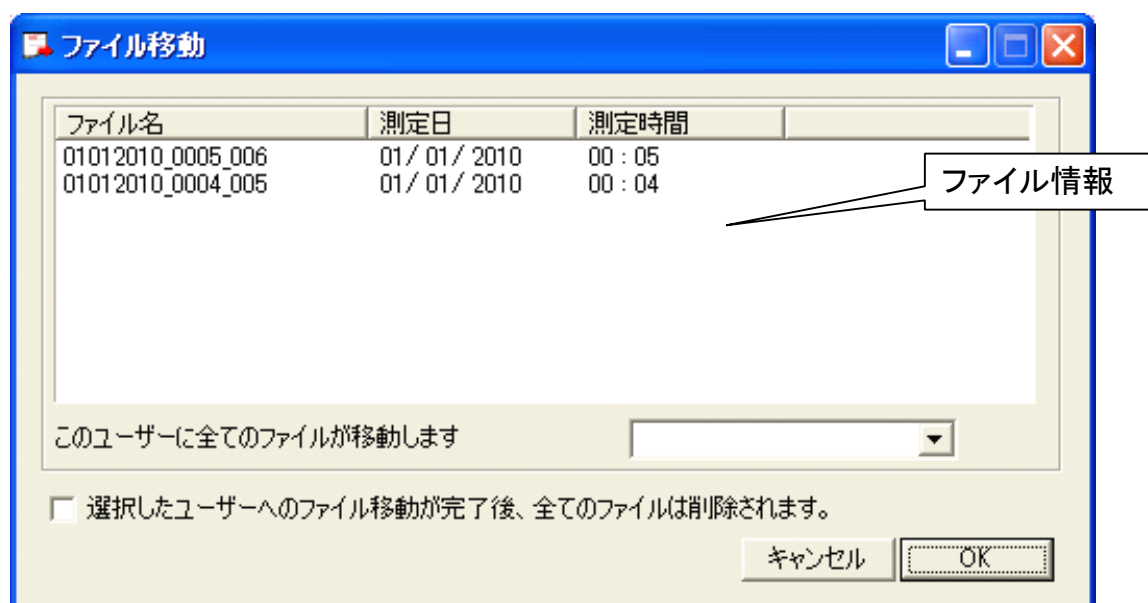 ファイル移動
ファイル名 測定日 測定時間
01012010_0005_006 01/ 01/ 2010 00 : 05
01012010_0004_005 01/ 01/ 2010 00 : 04
ファイル情報
このユーザーに全てのファイルが移動します
選択したユーザーへのファイル移動が完了後、全てのファイルは削除されます。
キャンセル OK